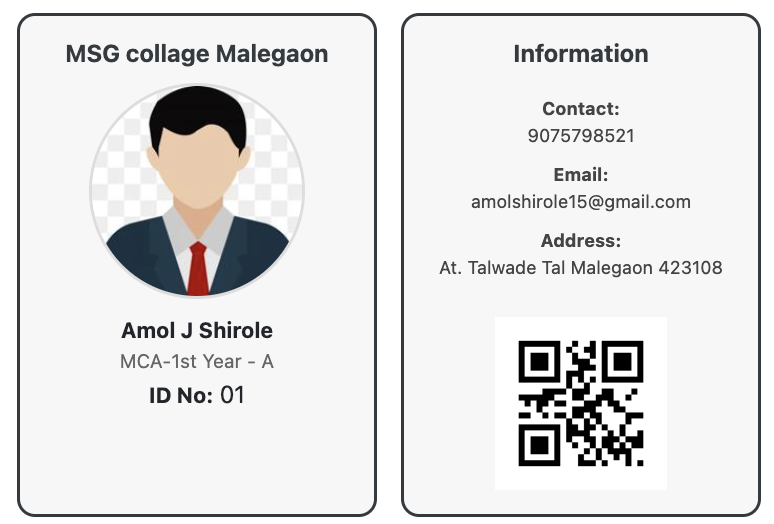 MSG collage Malegaon
Amol J Shirole
MCA-1st Year - A
ID No: 01
Information
Contact:
9075798521
Email:
amolshirole15@gmail.com
Address:
At. Talwade Tal Malegaon 423108